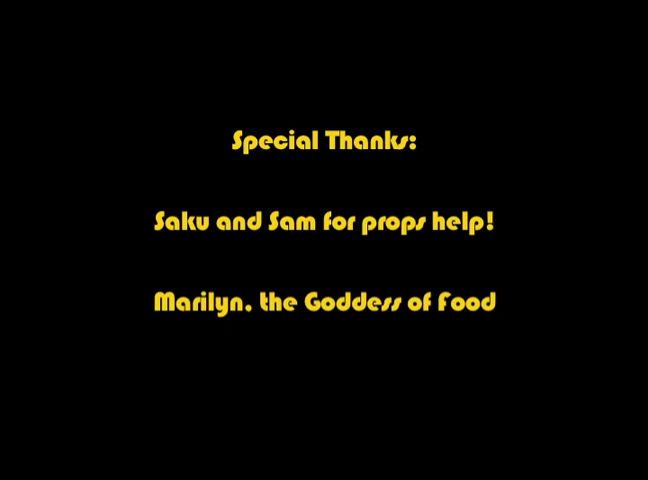 Special Thanks:
Saku and Sam for props help!
Marilyn, the Goddess of Food